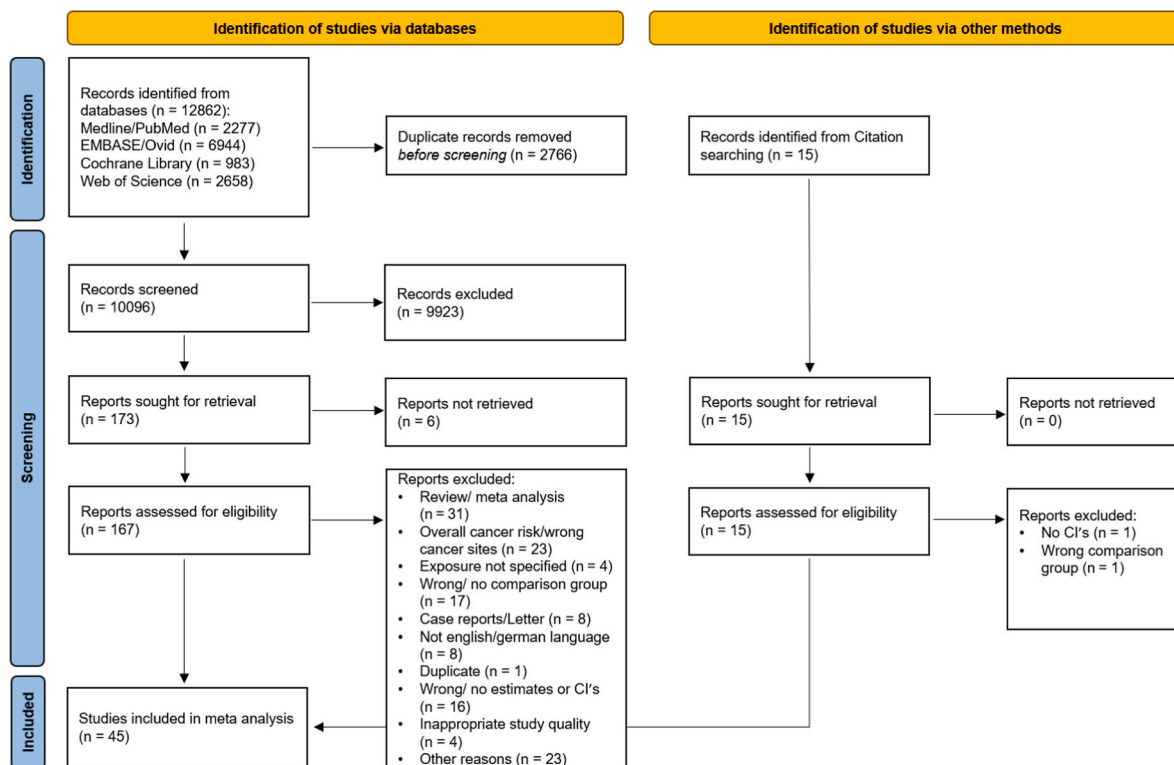 Identification of studies via databases
Identification of studies via other methods
Identification
Records identified from
databases (n = 12862):
Medline/PubMed (n = 2277)
EMBASE/Ovid (n = 6944)
Cochrane Library (n = 983)
Web of Science (n = 2658)
Duplicate records removed
before screening (n = 2766)
Records identified from Citation
searching (n = 15)
Screening
Records screened
(n = 10096)
Records excluded
(n = 9923)
Reports sought for retrieval
(n = 173)
Reports not retrieved
(n = 6)
Reports sought for retrieval
(n = 15)
Reports not retrieved
(n = 0)
Reports assessed for eligibility
(n = 167)
Reports excluded:
• Review/ meta analysis
(n = 31)
• Overall cancer risk/wrong
cancer sites (n = 23)
• Exposure not specified (n = 4)
• Wrong/ no comparison group
(n = 17)
• Case reports/Letter (n = 8)
• Not english/german language
(n = 8)
• Duplicate (n = 1)
• Wrong/ no estimates or CI's
(n = 16)
• Inappropriate study quality
(n = 4)
• Other reasons (n = 23)
Reports assessed for eligibility
(n = 15)
Reports excluded:
• No CI's (n = 1)
• Wrong comparison
group (n = 1)
Included
Studies included in meta analysis
(n = 45)